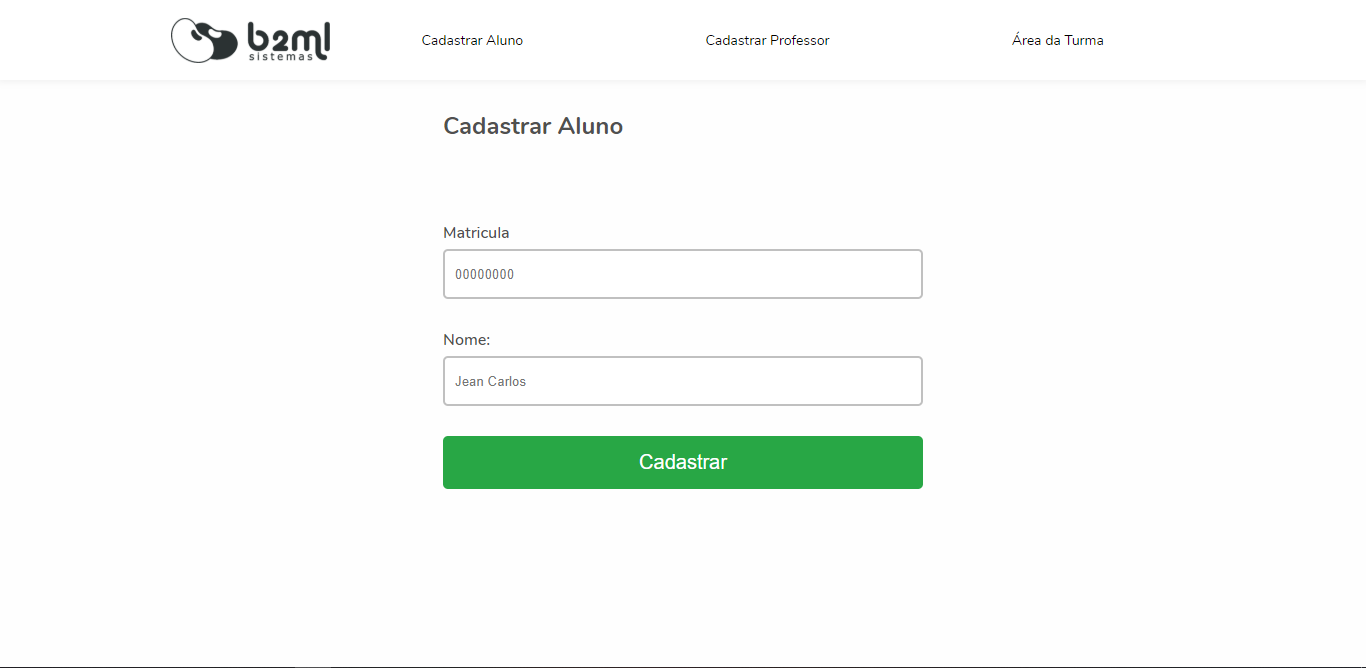 b2ml
sistemas
Cadastrar Aluno
Cadastrar Professor
Área da Turma
Cadastrar Aluno
Matricula
00000000
Nome:
Jean Carlos
Cadastrar